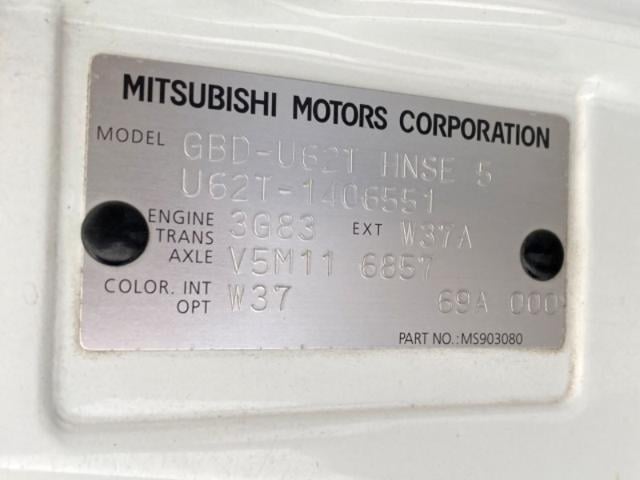 MITSUBISHI MOTORS CORPORATION
MODEL GBD-U62T HNSE 5
U62T-1406551
ENGINE 3G83 EXT W37A
TRANS
AXLE V5M11 6857
COLOR. INT
OPT W37 69A 000
PART NO.:MS903080